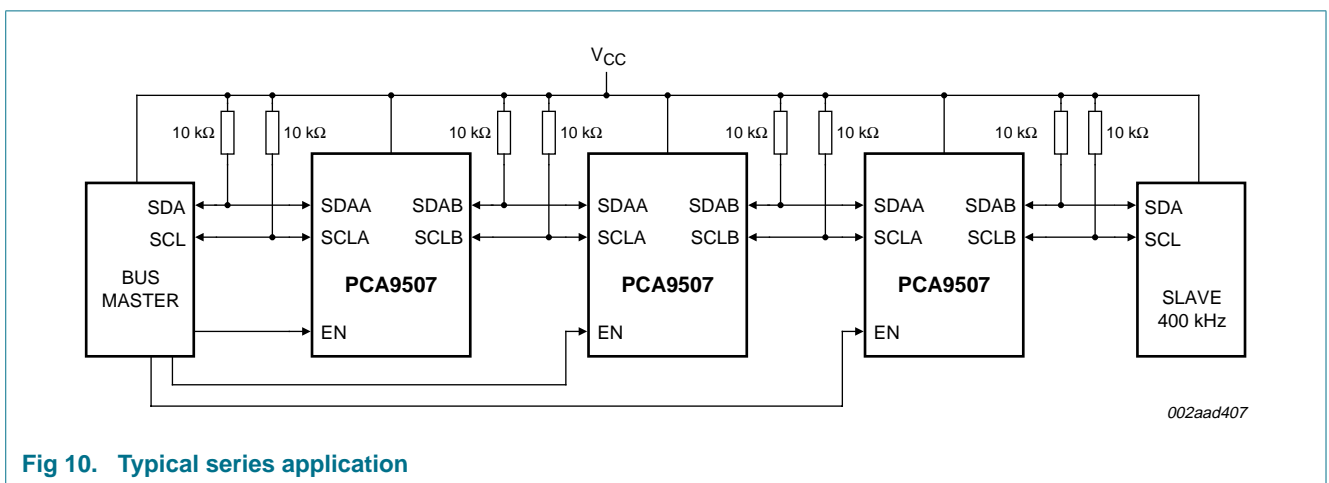 VCC
10 kΩ 10 kΩ 10 kΩ 10 kΩ 10 kΩ 10 kΩ 10 kΩ 10 kΩ
SDA SDAA SDAB SDAA SDAB SDAA SDAB SDA
SCL SCLA SCLB SCLA SCLB SCLA SCLB SCL
BUS
MASTER
PCA9507 PCA9507 PCA9507
SLAVE
400 kHz
EN EN EN
002aad407
Fig 10. Typical series application